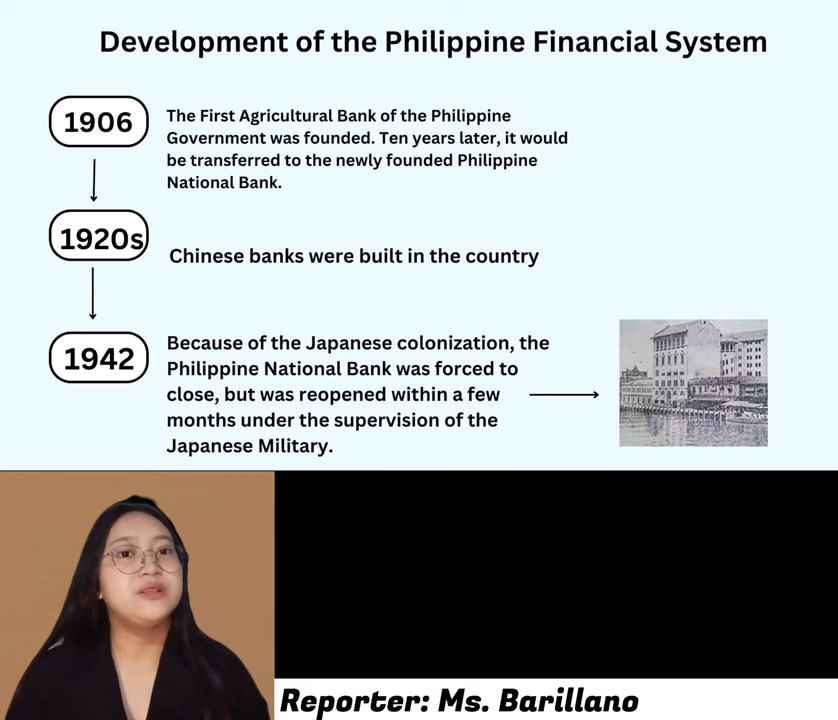 Development of the Philippine Financial System
1906
The First Agricultural Bank of the Philippine
Government was founded. Ten years later, it would
be transferred to the newly founded Philippine
National Bank.
1920s
Chinese banks were built in the country
1942
Because of the Japanese colonization, the
Philippine National Bank was forced to
close, but was reopened within a few
months under the supervision of the
Japanese Military.
Reporter: Ms. Barillano